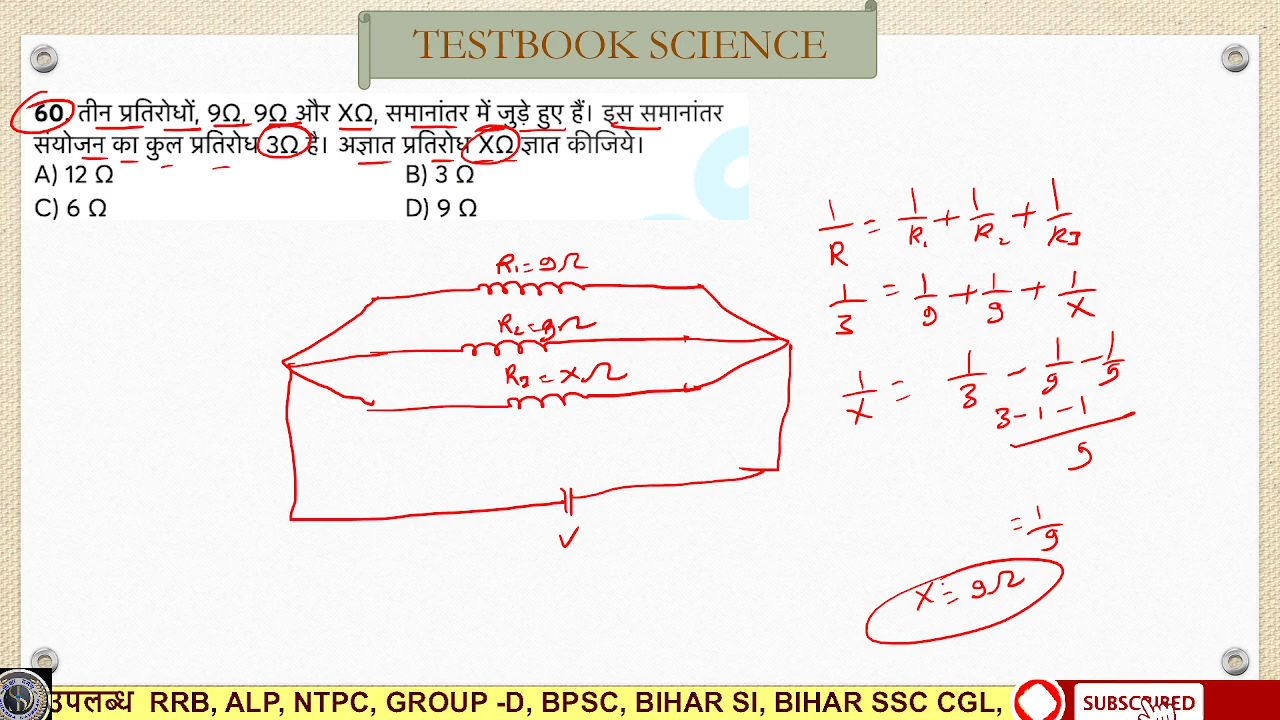 TESTBOOK SCIENCE
60. तीन प्रतिरोधों, 9Ω, 9Ω और XΩ, समानांतर में जुड़े हुए हैं। इस समानांतर
संयोजन का कुल प्रतिरोध 3Ω है। अज्ञात प्रतिरोध XΩ ज्ञात कीजिये।
A) 12 Ω B) 3 Ω
C) 6 Ω D) 9 Ω
R₁=9Ω
R₂=9Ω
R₃=XΩ
V
1/R = 1/R₁ + 1/R₂ + 1/R₃
1/3 = 1/9 + 1/9 + 1/X
1/X = 1/3 - 1/9 - 1/9
3-1-1/9
=1/9
X = 9Ω
उपलब्ध RRB, ALP, NTPC, GROUP -D, BPSC, BIHAR SI, BIHAR SSC CGL,
SUBSCRIBED